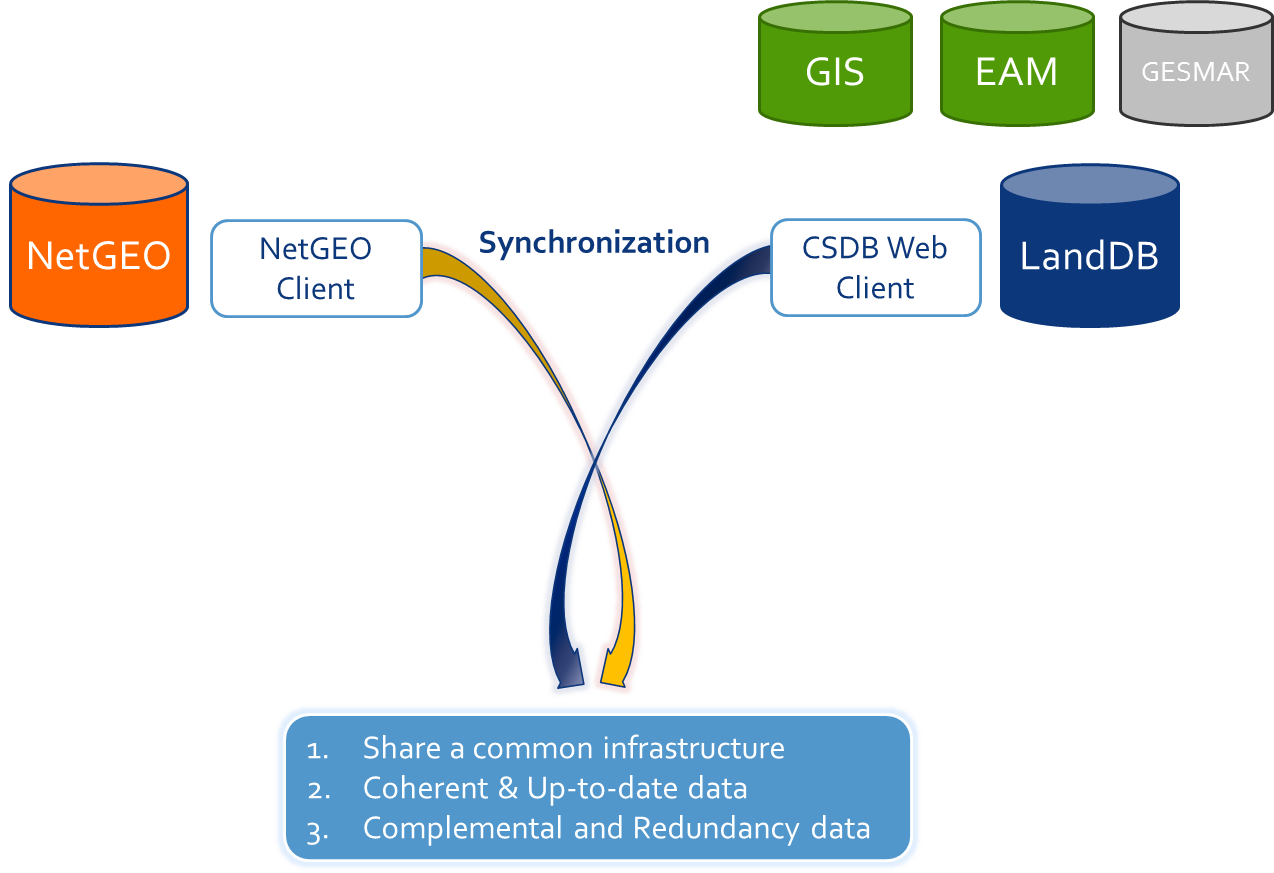 GIS
EAM
GESMAR
NetGEO
NetGEO
Client
Synchronization
CSDB Web
Client
LandDB
1. Share a common infrastructure
2. Coherent & Up-to-date data
3. Complemental and Redundancy data